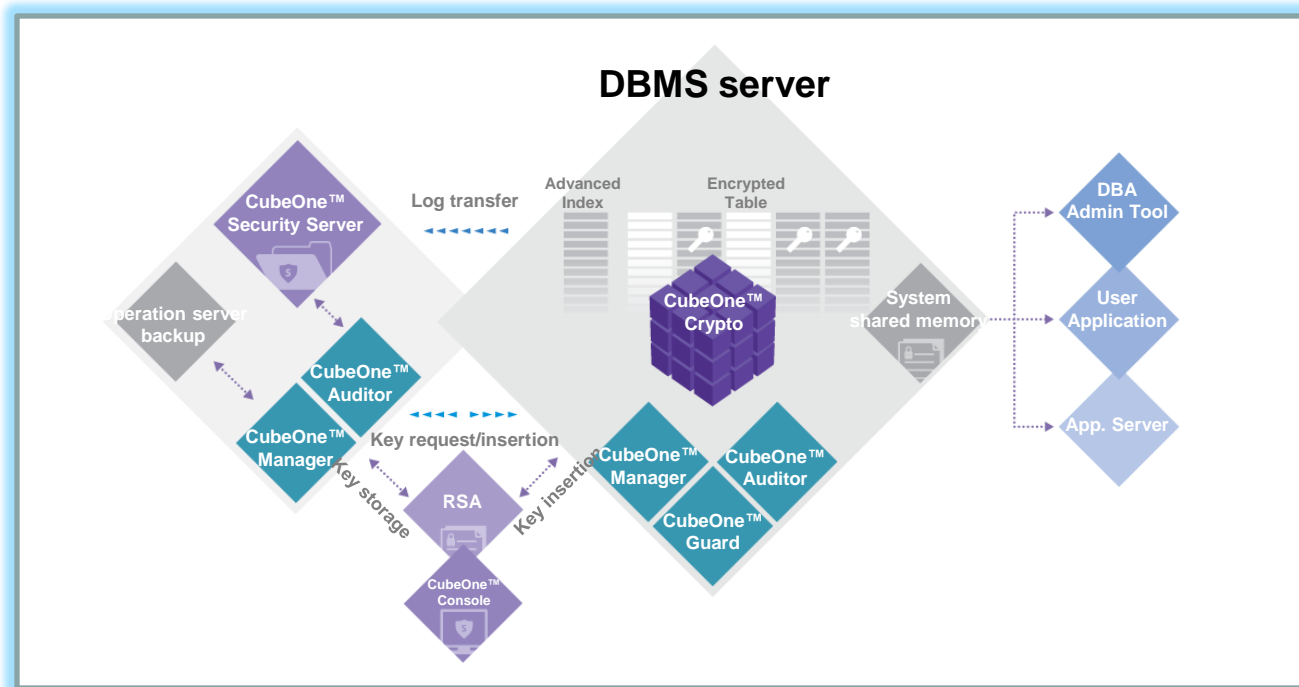 DBMS server
CubeOne™
Security Server
Log transfer
Advanced
Index
Encrypted
Table
DBA
Admin Tool
Operation server
backup
CubeOne™
Crypto
System
shared memory
User
Application
CubeOne™
Auditor
CubeOne™
Manager
Key request/insertion
App. Server
Key storage
RSA
Key insertion
CubeOne™
Manager
CubeOne™
Auditor
CubeOne™
Guard
CubeOne™
Console